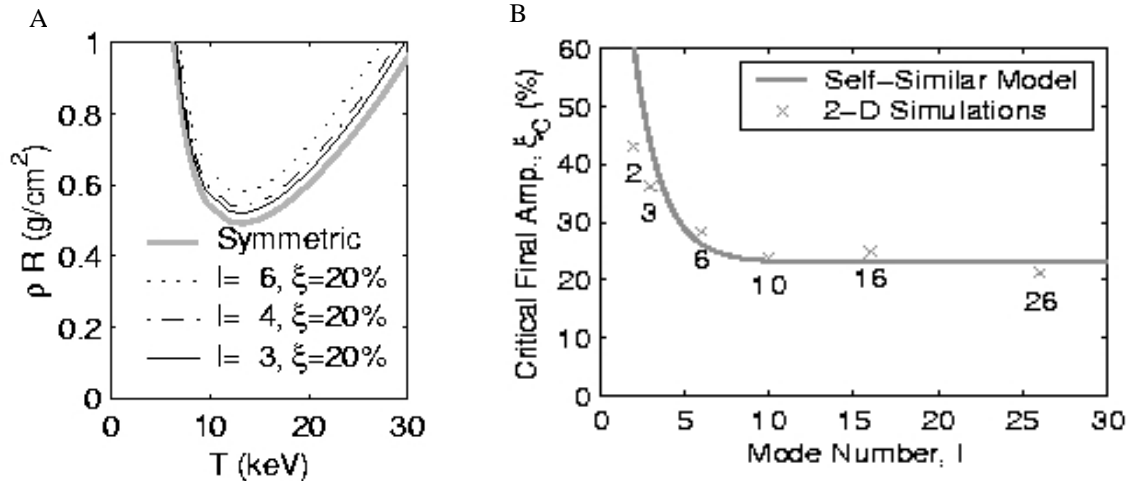 A
ρ R (g/cm²)
1
0.8
0.6
0.4
0.2
0
Symmetric
l= 6, ξ=20%
l= 4, ξ=20%
l= 3, ξ=20%
0 10 20 30
T (keV)
B
Critical Final Amp., ξC (%)
60
50
40
30
20
10
0
Self-Similar Model
2-D Simulations
2
3
6
10
16
26
0 5 10 15 20 25 30
Mode Number, l